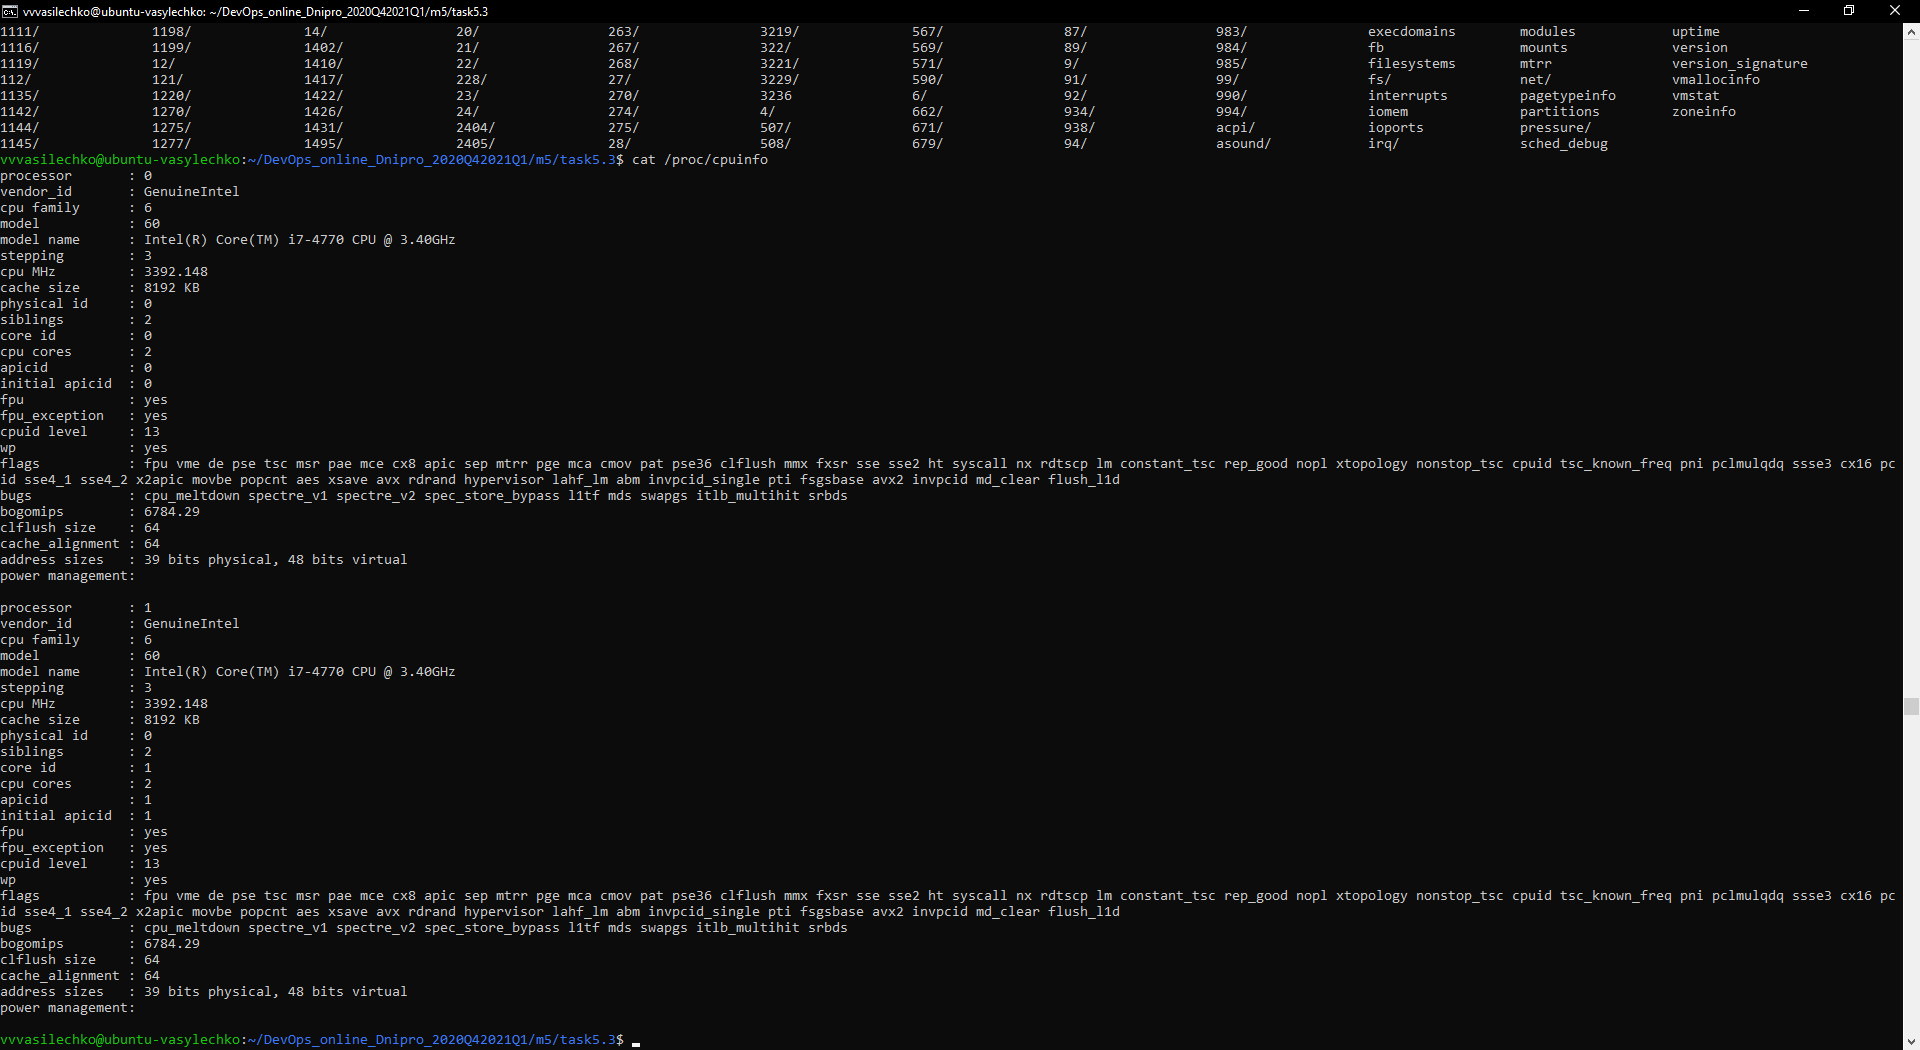 vvvasilechko@ubuntu-vasylechko: ~/DevOps_online_Dnipro_2020Q42021Q1/m5/task5.3
1111/ 1198/ 14/ 20/ 263/ 3219/ 567/ 87/ 983/ execdomains modules uptime
1116/ 1199/ 1402/ 21/ 267/ 322/ 569/ 89/ 984/ fb mounts version
1119/ 12/ 1410/ 22/ 268/ 3221/ 571/ 9/ 985/ filesystems mtrr version_signature
112/ 121/ 1417/ 228/ 27/ 3229/ 590/ 91/ 99/ fs/ net/ vmallocinfo
1135/ 1220/ 1422/ 23/ 270/ 3236 6/ 92/ 990/ interrupts pagetypeinfo vmstat
1142/ 1270/ 1426/ 24/ 274/ 4/ 662/ 934/ 994/ iomem partitions zoneinfo
1144/ 1275/ 1431/ 2404/ 275/ 507/ 671/ 938/ acpi/ ioports pressure/
1145/ 1277/ 1495/ 2405/ 28/ 508/ 679/ 94/ asound/ irq/ sched_debug
vvvasilechko@ubuntu-vasylechko:~/DevOps_online_Dnipro_2020Q42021Q1/m5/task5.3$ cat /proc/cpuinfo
processor : 0
vendor_id : GenuineIntel
cpu family : 6
model : 60
model name : Intel(R) Core(TM) i7-4770 CPU @ 3.40GHz
stepping : 3
cpu MHz : 3392.148
cache size : 8192 KB
physical id : 0
siblings : 2
core id : 0
cpu cores : 2
apicid : 0
initial apicid : 0
fpu : yes
fpu_exception : yes
cpuid level : 13
wp : yes
flags : fpu vme de pse tsc msr pae mce cx8 apic sep mtrr pge mca cmov pat pse36 clflush mmx fxsr sse sse2 ht syscall nx rdtscp lm constant_tsc rep_good nopl xtopology nonstop_tsc cpuid tsc_known_freq pni pclmulqdq ssse3 cx16 pc
id sse4_1 sse4_2 x2apic movbe popcnt aes xsave avx rdrand hypervisor lahf_lm abm invpcid_single pti fsgsbase avx2 invpcid md_clear flush_l1d
bugs : cpu_meltdown spectre_v1 spectre_v2 spec_store_bypass l1tf mds swapgs itlb_multihit srbds
bogomips : 6784.29
clflush size : 64
cache_alignment : 64
address sizes : 39 bits physical, 48 bits virtual
power management:
processor : 1
vendor_id : GenuineIntel
cpu family : 6
model : 60
model name : Intel(R) Core(TM) i7-4770 CPU @ 3.40GHz
stepping : 3
cpu MHz : 3392.148
cache size : 8192 KB
physical id : 0
siblings : 2
core id : 1
cpu cores : 2
apicid : 1
initial apicid : 1
fpu : yes
fpu_exception : yes
cpuid level : 13
wp : yes
flags : fpu vme de pse tsc msr pae mce cx8 apic sep mtrr pge mca cmov pat pse36 clflush mmx fxsr sse sse2 ht syscall nx rdtscp lm constant_tsc rep_good nopl xtopology nonstop_tsc cpuid tsc_known_freq pni pclmulqdq ssse3 cx16 pc
id sse4_1 sse4_2 x2apic movbe popcnt aes xsave avx rdrand hypervisor lahf_lm abm invpcid_single pti fsgsbase avx2 invpcid md_clear flush_l1d
bugs : cpu_meltdown spectre_v1 spectre_v2 spec_store_bypass l1tf mds swapgs itlb_multihit srbds
bogomips : 6784.29
clflush size : 64
cache_alignment : 64
address sizes : 39 bits physical, 48 bits virtual
power management:
vvvasilechko@ubuntu-vasylechko:~/DevOps_online_Dnipro_2020Q42021Q1/m5/task5.3$